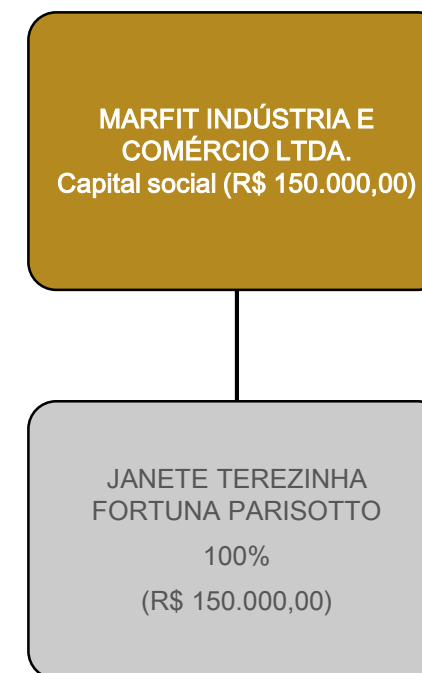 MARFIT INDÚSTRIA E
COMÉRCIO LTDA.
Capital social (R$ 150.000,00)
JANETE TEREZINHA
FORTUNA PARISOTTO
100%
(R$ 150.000,00)